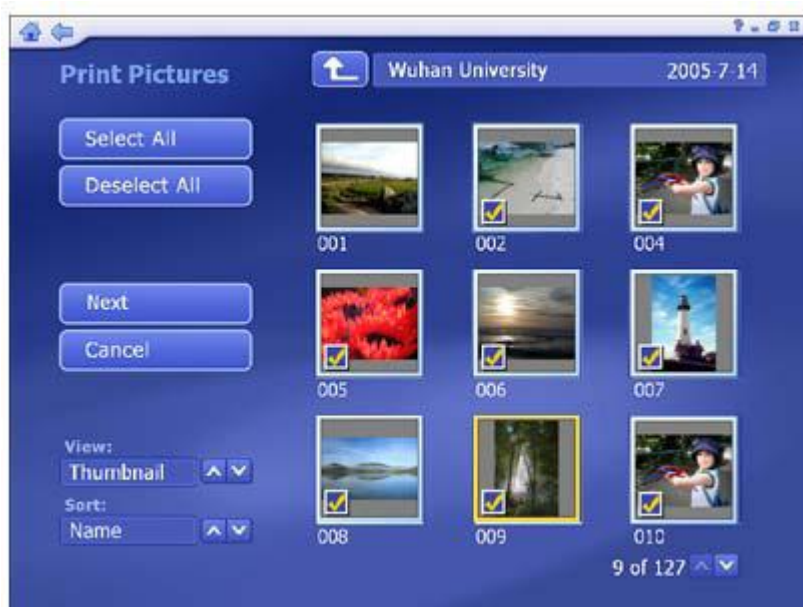 Print Pictures
Wuhan University 2005-7-14
Select All
Deselect All
001 002 004
Next
Cancel
005 006 007
View:
Thumbnail
Sort:
Name
008 009 010
9 of 127